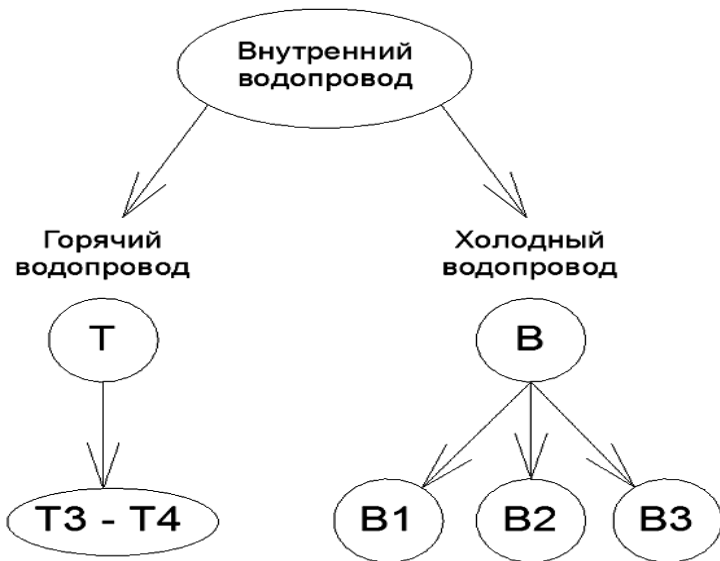 Внутренний
водопровод
Горячий
водопровод
Холодный
водопровод
Т
В
Т3 - Т4
В1
В2
В3